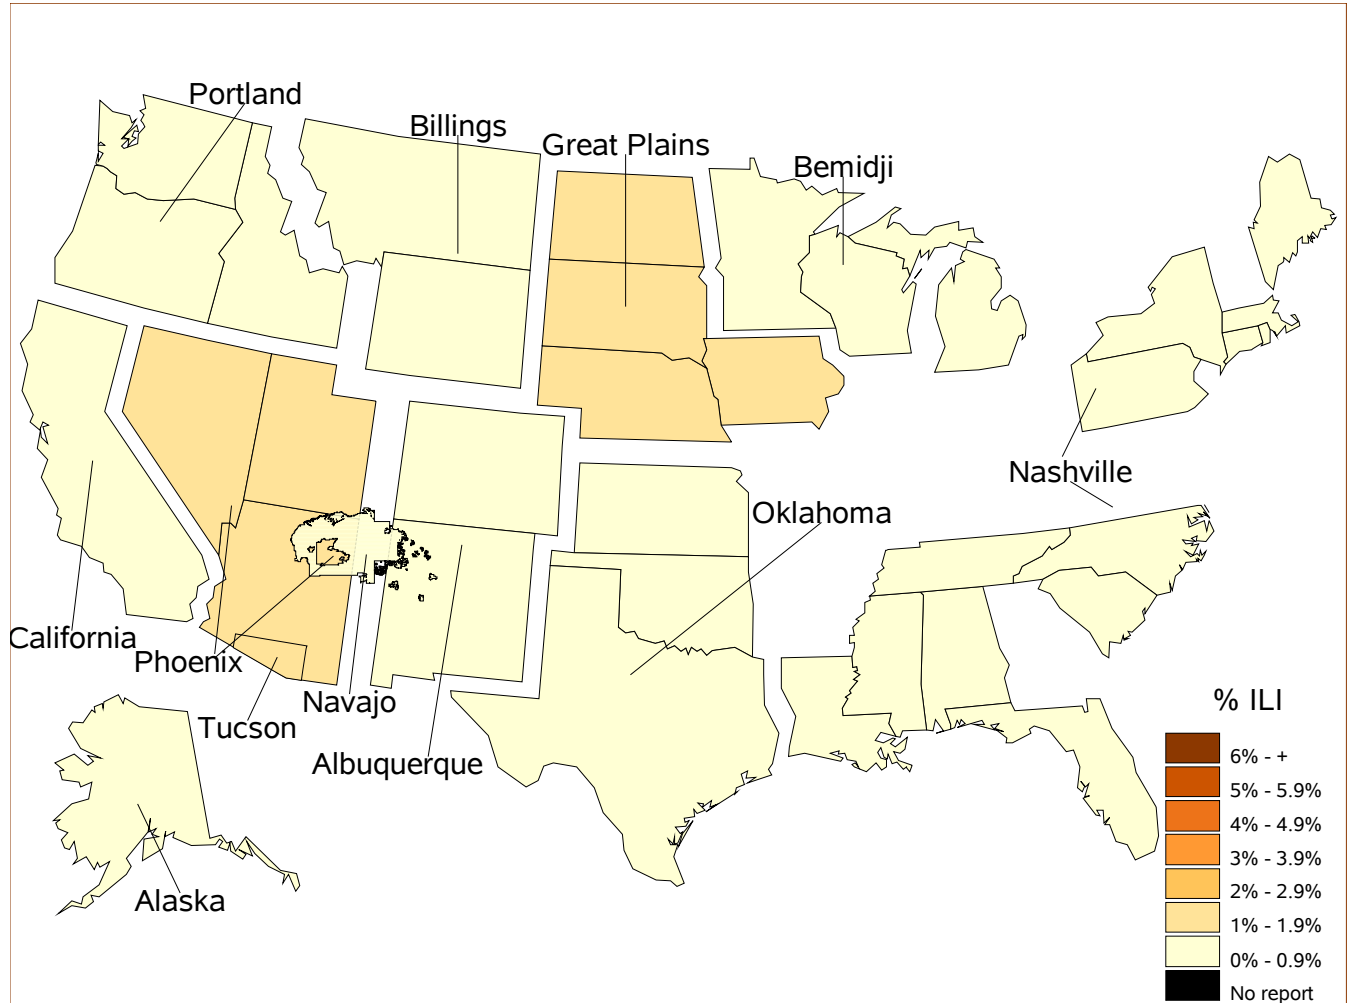 Portland
Billings
Great Plains
Bemidji
Nashville
Oklahoma
California
Phoenix
Navajo
Tucson
Albuquerque
Alaska
% ILI
6% - +
5% - 5.9%
4% - 4.9%
3% - 3.9%
2% - 2.9%
1% - 1.9%
0% - 0.9%
No report